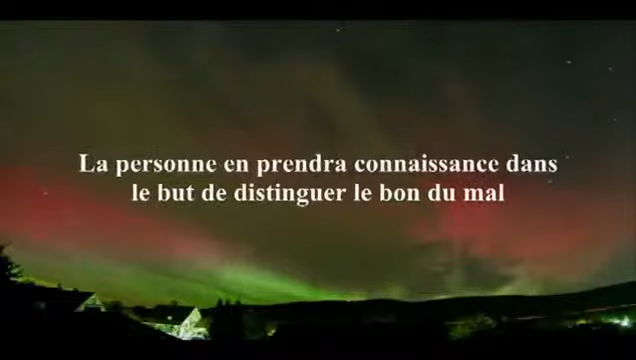 La personne en prendra connaissance dans
le but de distinguer le bon du mal